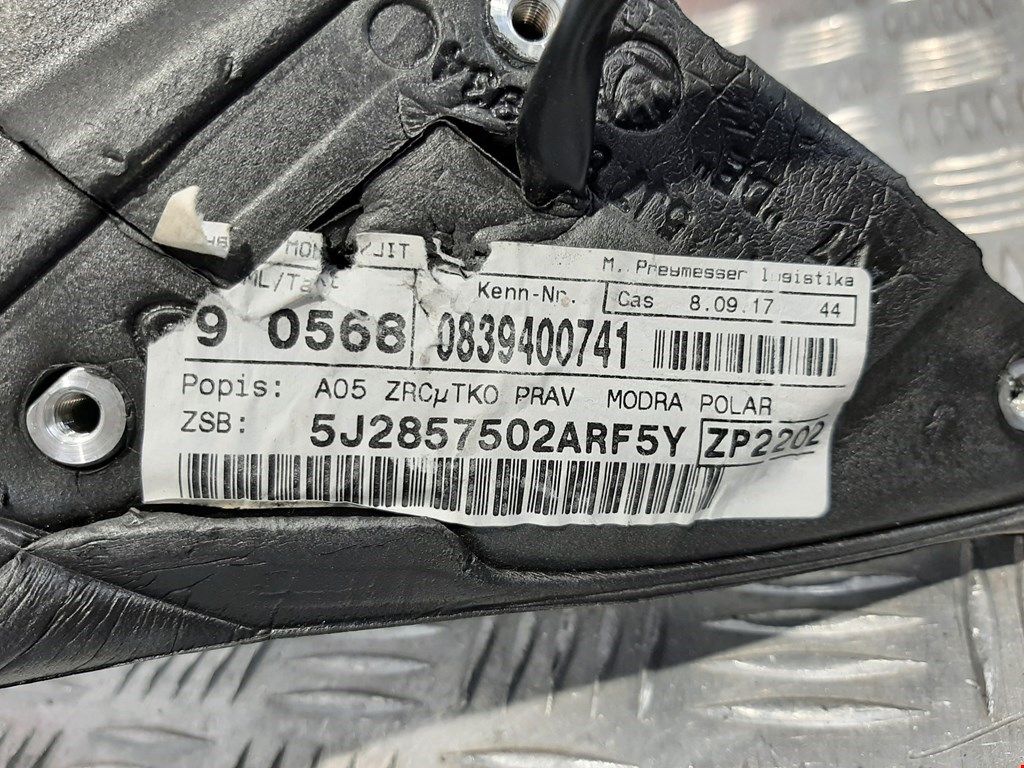 M. Preymesser logistika
Kenn-Nr.
Cas 8.09.17 44
9 0568 0839400741
Popis: A05 ZRCµTKO PRAV MODRA POLAR
ZSB: 5J2857502ARF5Y ZP2202